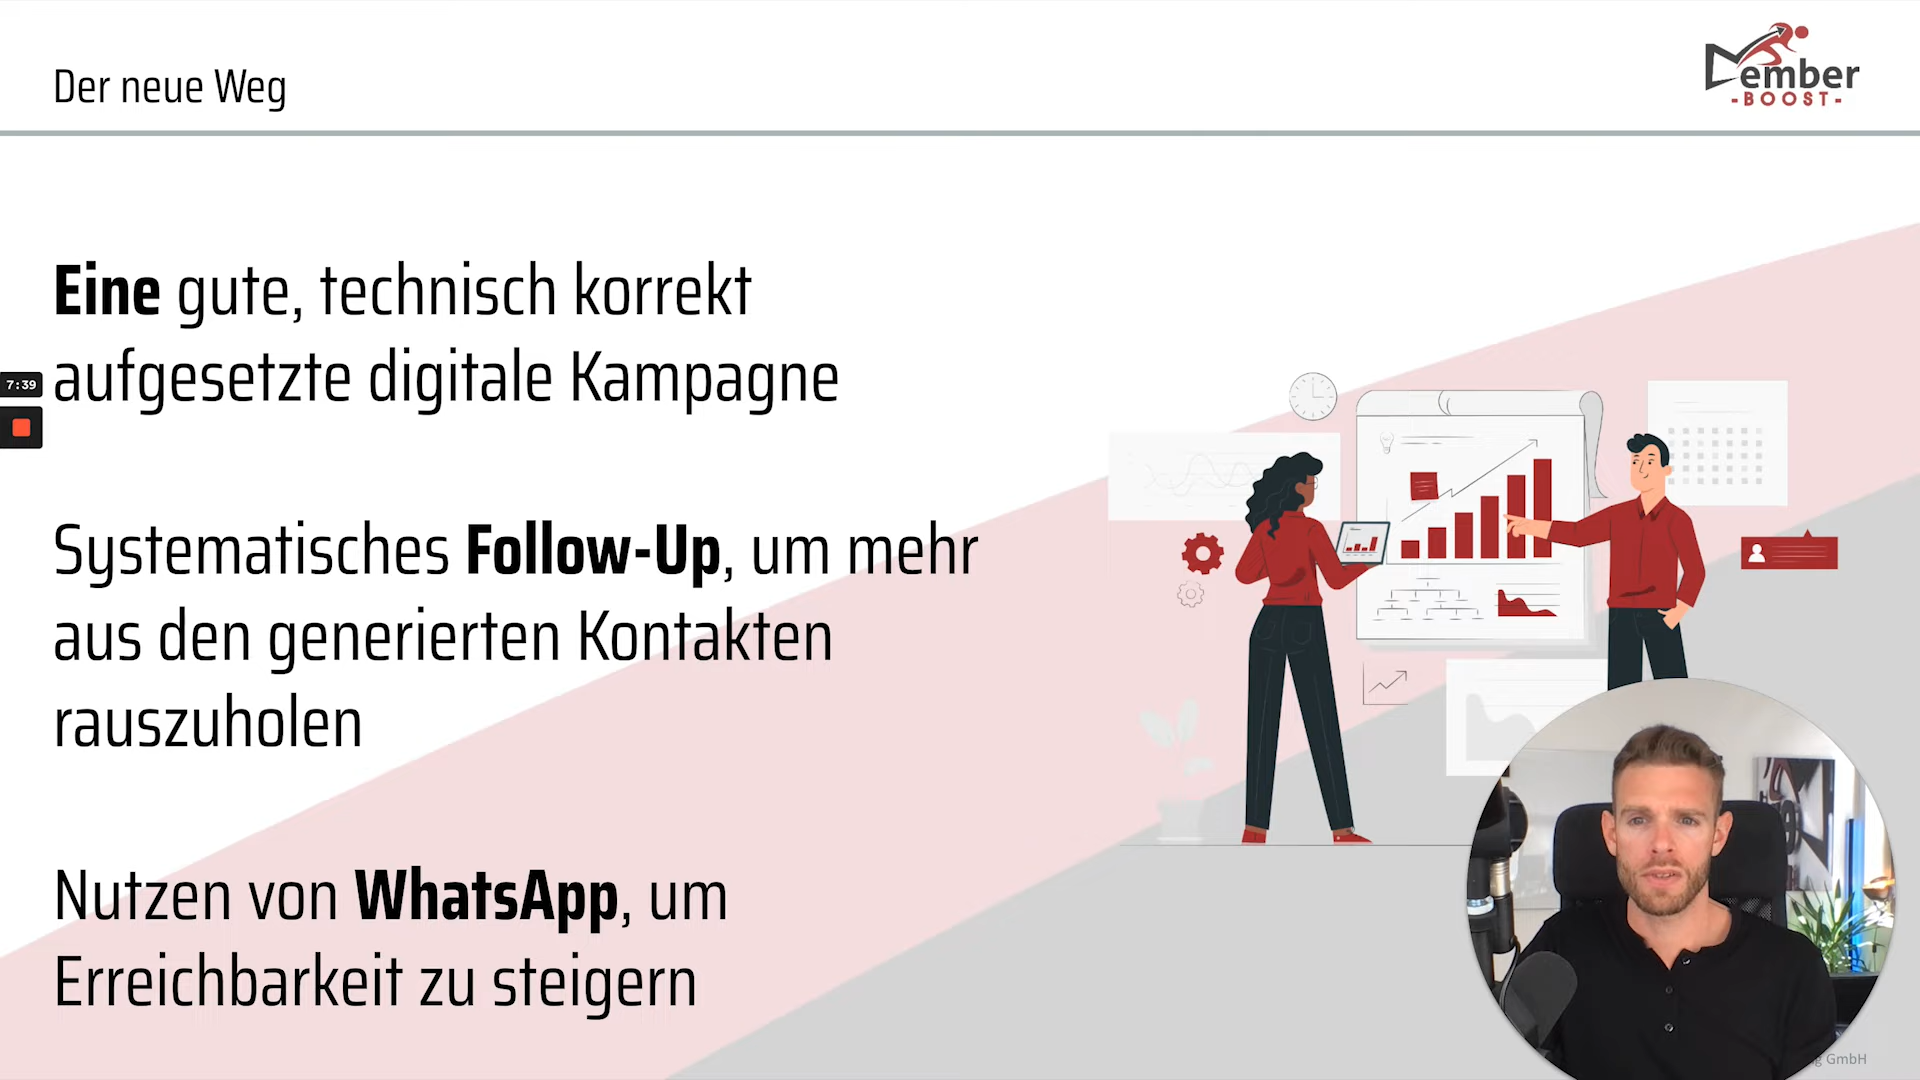 Der neue Weg
ember
-BOOST-
Eine gute, technisch korrekt
aufgesetzte digitale Kampagne
7:39
Systematisches Follow-Up, um mehr
aus den generierten Kontakten
rauszuholen
Nutzen von WhatsApp, um
Erreichbarkeit zu steigern
GmbH